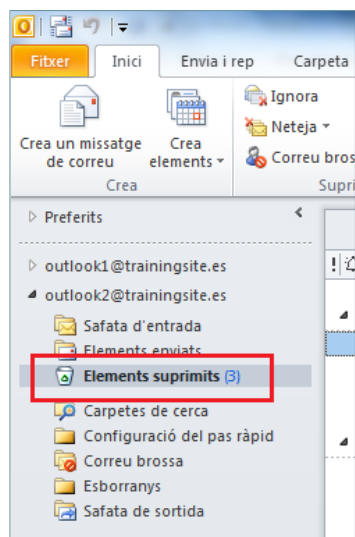 Fitxer Inici Envia i rep Carpeta
Ignora
Neteja
Crea un missatge de correu
Crea elements
Correu bros
Crea
Supri
Preferits
outlook1@trainingsite.es
outlook2@trainingsite.es
Safata d'entrada
Elements enviats
Elements suprimits (3)
Carpetes de cerca
Configuració del pas ràpid
Correu brossa
Esborranys
Safata de sortida